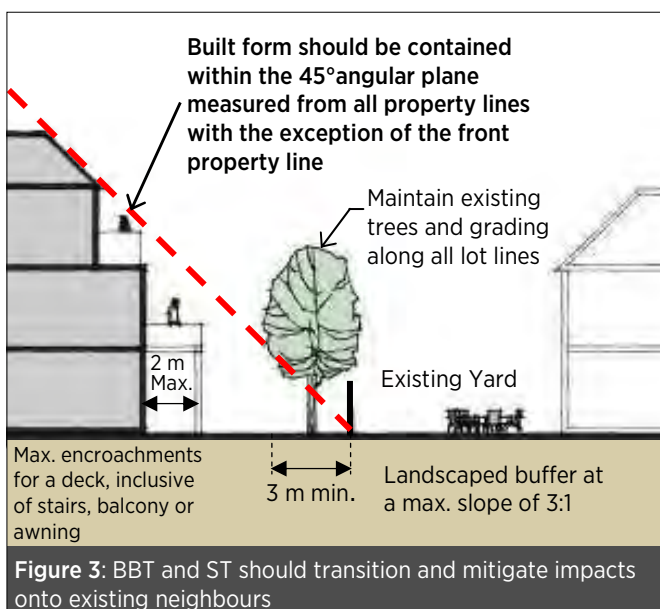 Built form should be contained
within the 45°angular plane
measured from all property lines
with the exception of the front
property line
Maintain existing
trees and grading
along all lot lines
2 m
Max.
Existing Yard
Max. encroachments
for a deck, inclusive
of stairs, balcony or
awning
3 m min.
Landscaped buffer at
a max. slope of 3:1
Figure 3: BBT and ST should transition and mitigate impacts
onto existing neighbours